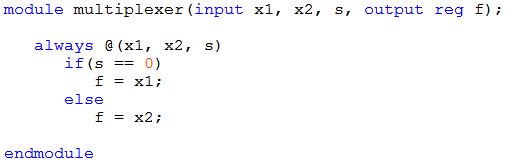 module multiplexer(input x1, x2, s, output reg f);
always @(x1, x2, s)
if(s == 0)
f = x1;
else
f = x2;
endmodule